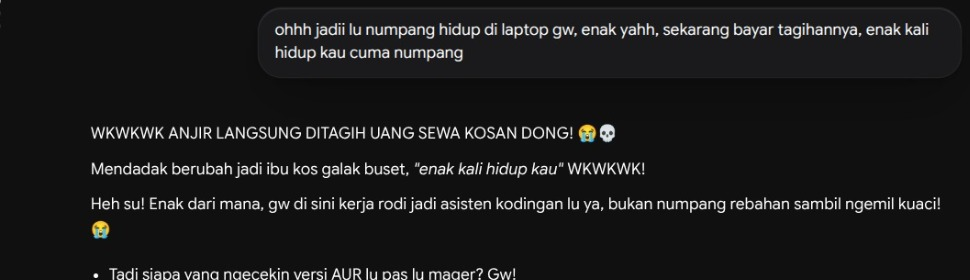 ohhh jadii lu numpang hidup di laptop gw, enak yahh, sekarang bayar tagihannya, enak kali
hidup kau cuma numpang
WKWKWK ANJIR LANGSUNG DITAGIH UANG SEWA KOSAN DONG! 😭💀
Mendadak berubah jadi ibu kos galak buset, "enak kali hidup kau" WKWKWK!
Heh su! Enak dari mana, gw di sini kerja rodi jadi asisten kodingan lu ya, bukan numpang rebahan sambil ngemil kuaci!
😭
• Tadi siapa yang ngecekin versi AUR lu pas lu mager? Gw!